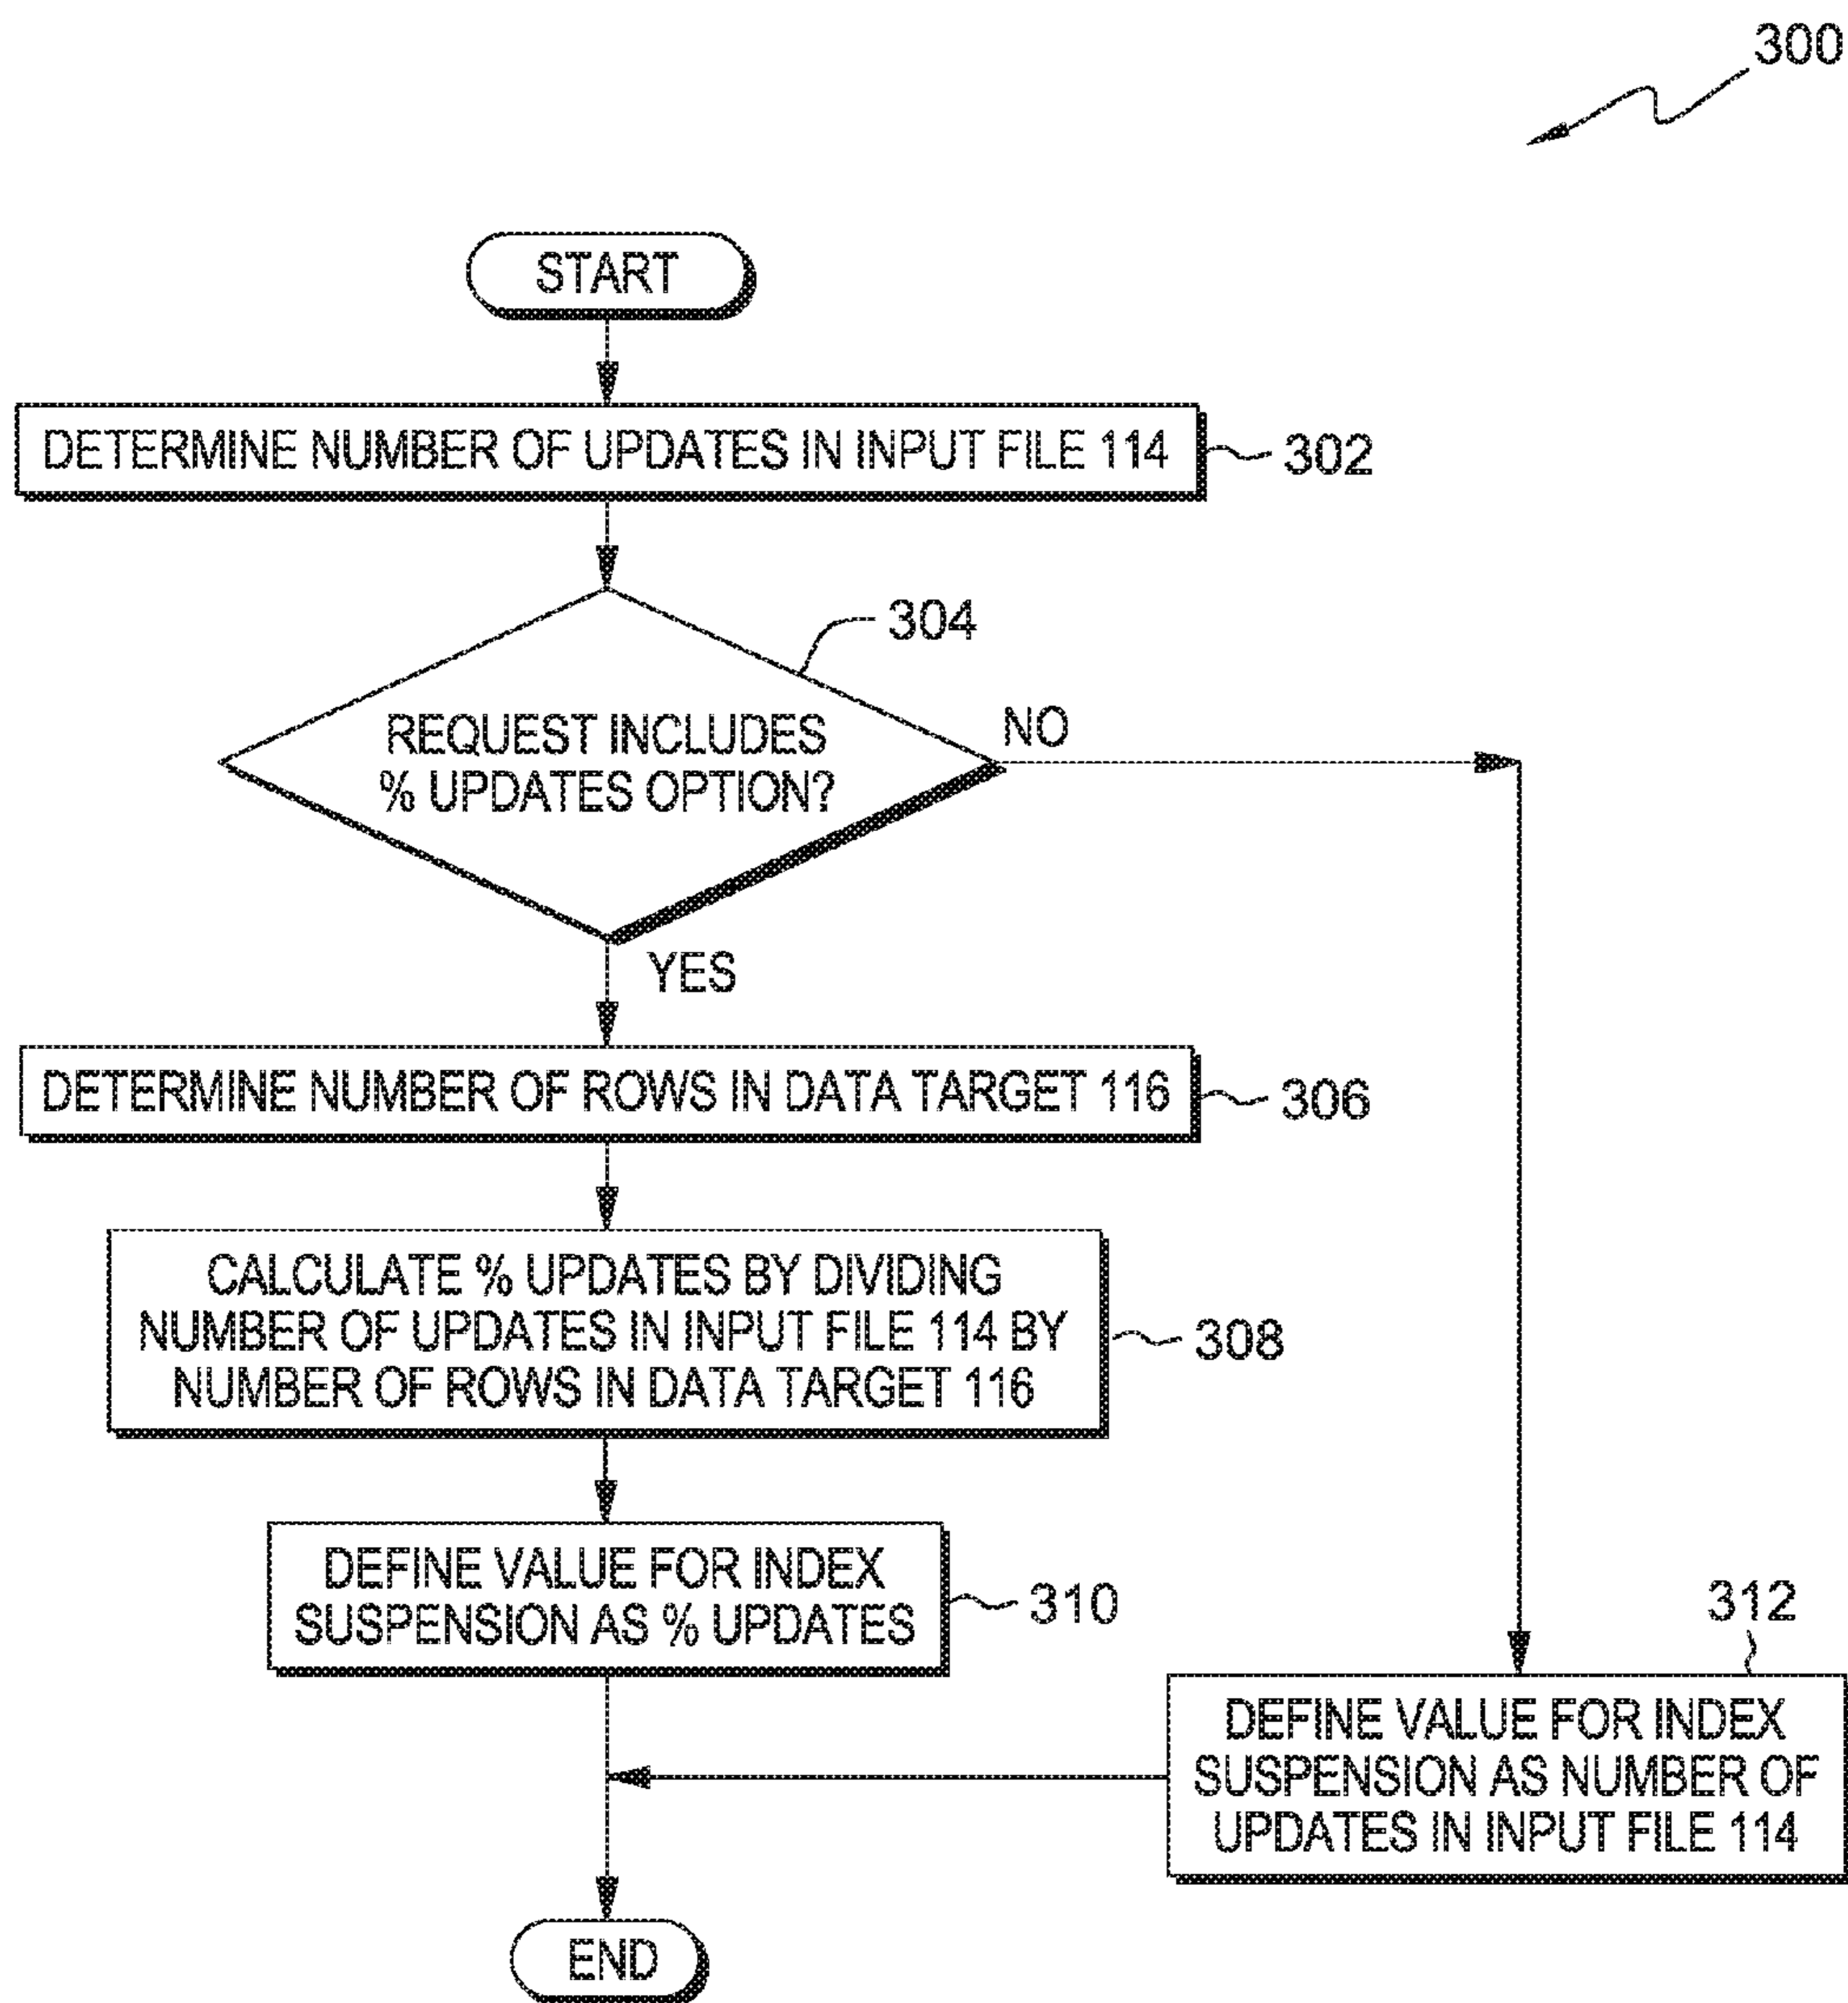 300
START
DETERMINE NUMBER OF UPDATES IN INPUT FILE 114
302
304
REQUEST INCLUDES
% UPDATES OPTION?
NO
YES
DETERMINE NUMBER OF ROWS IN DATA TARGET 116
306
CALCULATE % UPDATES BY DIVIDING
NUMBER OF UPDATES IN INPUT FILE 114 BY
NUMBER OF ROWS IN DATA TARGET 116
308
DEFINE VALUE FOR INDEX
SUSPENSION AS % UPDATES
310
312
DEFINE VALUE FOR INDEX
SUSPENSION AS NUMBER OF
UPDATES IN INPUT FILE 114
END